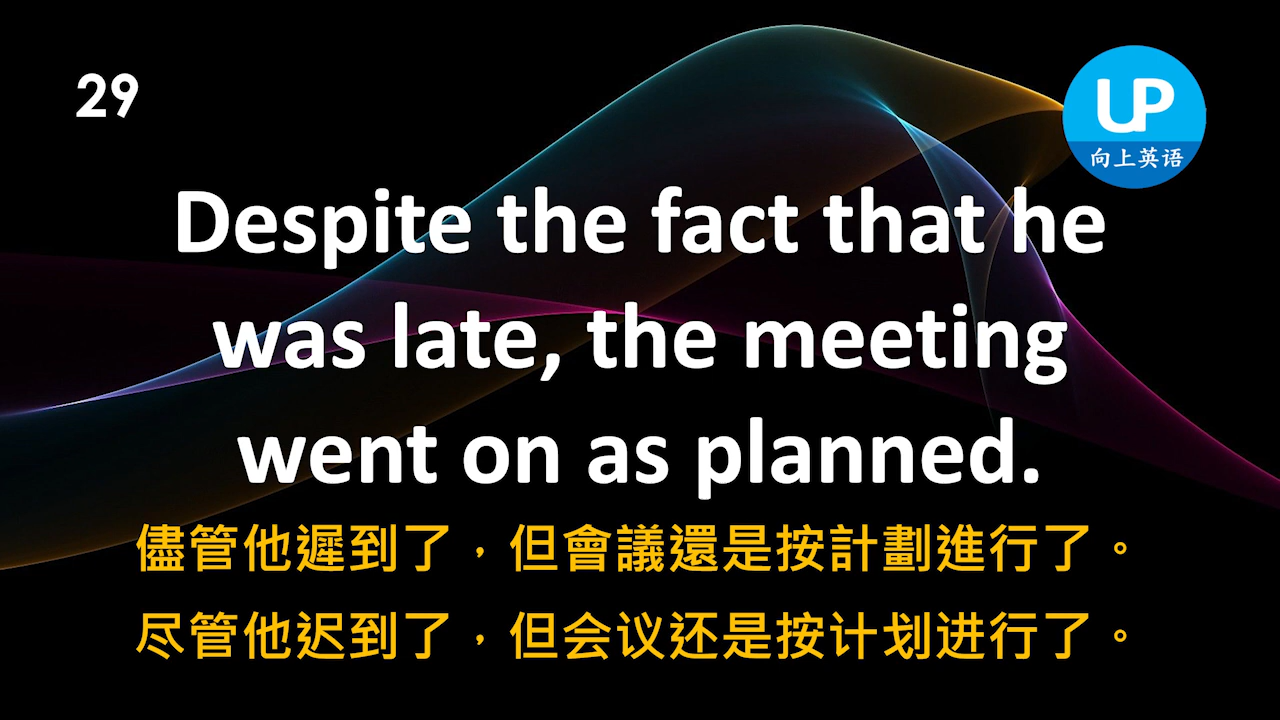 29
UP
向上英语
Despite the fact that he
was late, the meeting
went on as planned.
儘管他遲到了，但會議還是按計劃進行了。
尽管他迟到了，但会议还是按计划进行了。